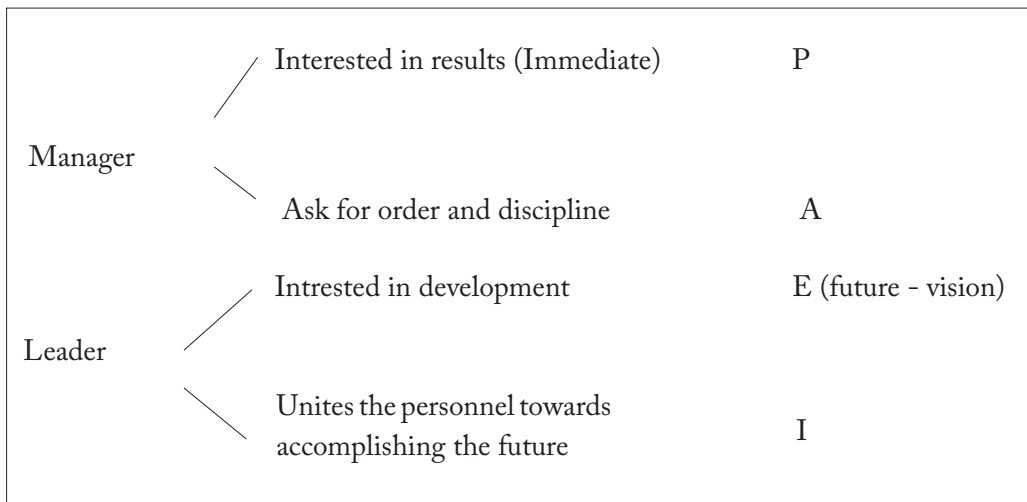 Interested in results (Immediate) P
Manager
Ask for order and discipline A
Intrested in development E (future - vision)
Leader
Unites the personnel towards
accomplishing the future I